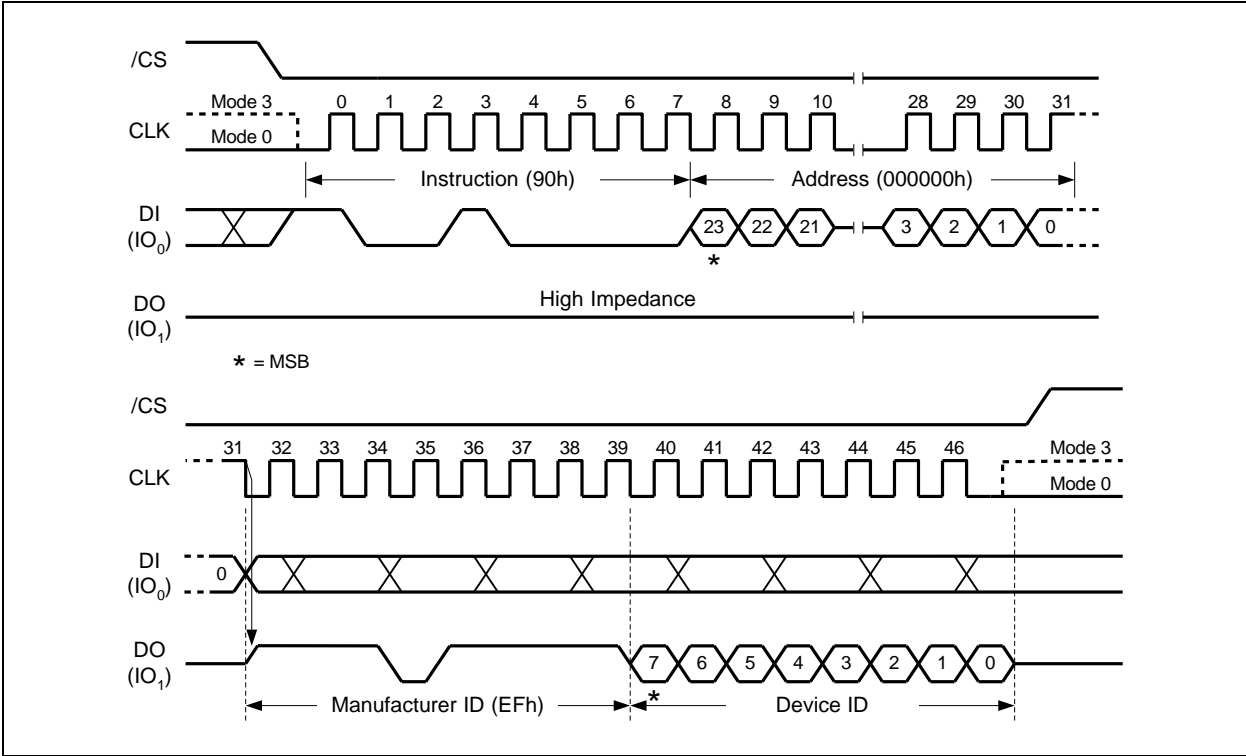 /CS
Mode 3 0 1 2 3 4 5 6 7 8 9 10 28 29 30 31
CLK
Mode 0
Instruction (90h) Address (000000h)
DI
(IO₀)
23 22 21 3 2 1 0
*
DO
(IO₁)
High Impedance
* = MSB
/CS
31 32 33 34 35 36 37 38 39 40 41 42 43 44 45 46 Mode 3
CLK
Mode 0
DI
(IO₀)
0
DO
(IO₁)
7 6 5 4 3 2 1 0
*
Manufacturer ID (EFh) Device ID